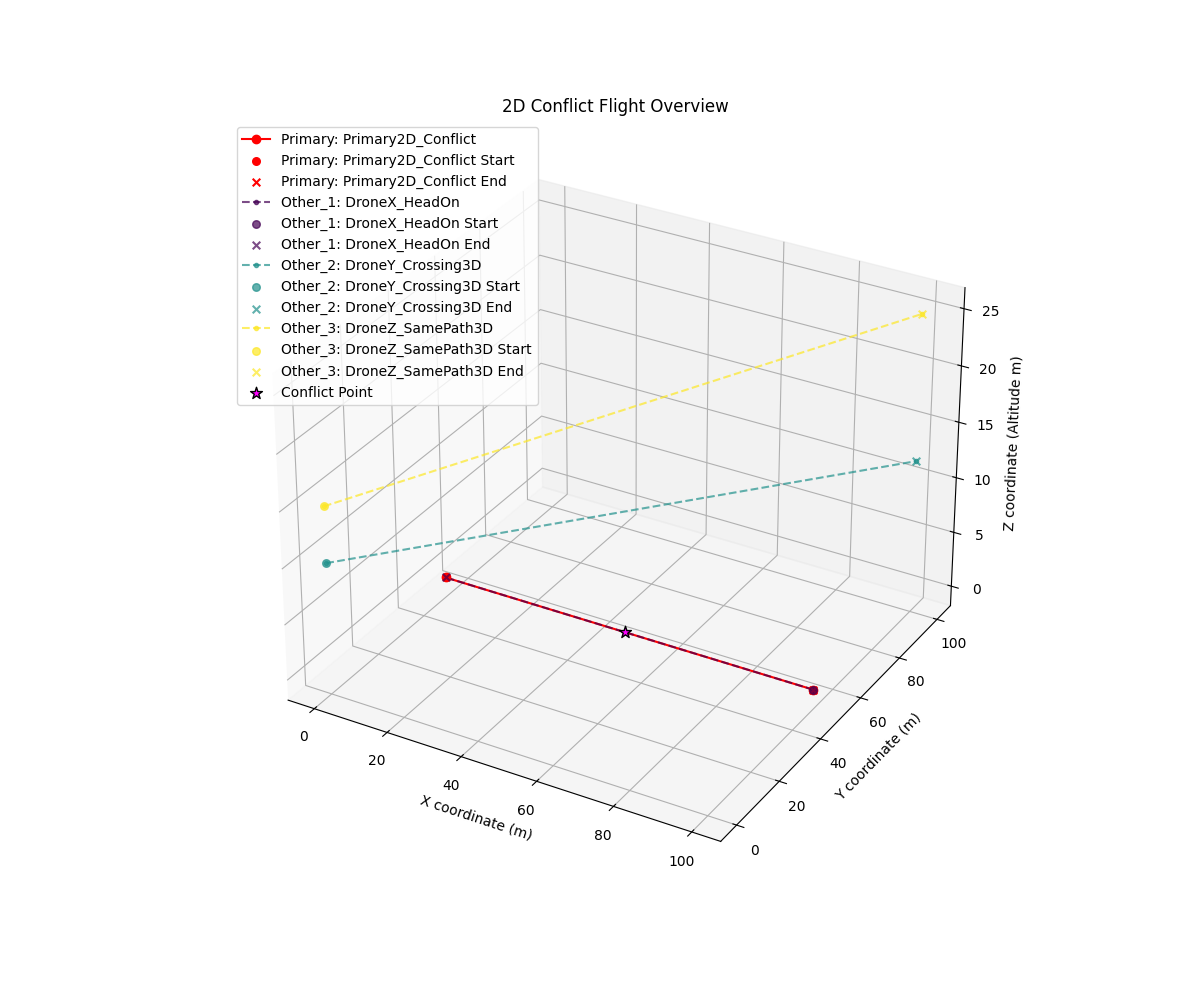 2D Conflict Flight Overview
Primary: Primary2D_Conflict
Primary: Primary2D_Conflict Start
Primary: Primary2D_Conflict End
Other_1: DroneX_HeadOn
Other_1: DroneX_HeadOn Start
Other_1: DroneX_HeadOn End
Other_2: DroneY_Crossing3D
Other_2: DroneY_Crossing3D Start
Other_2: DroneY_Crossing3D End
Other_3: DroneZ_SamePath3D
Other_3: DroneZ_SamePath3D Start
Other_3: DroneZ_SamePath3D End
Conflict Point
25
20
15
10
5
0
Z coordinate (Altitude m)
100
80
60
40
20
0
Y coordinate (m)
0
20
40
60
80
100
X coordinate (m)